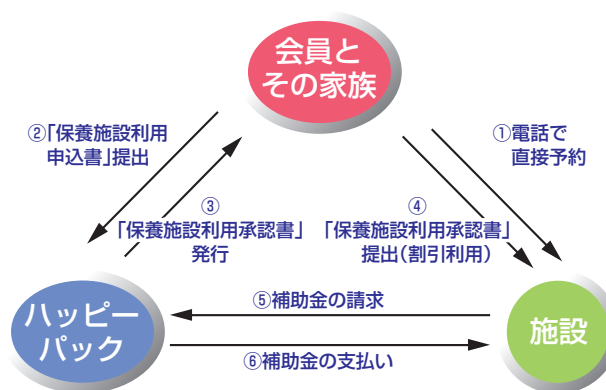 会員と
その家族
②「保養施設利用
申込書」提出
①電話で
直接予約
③
「保養施設利用承認書」
発行
④
「保養施設利用承認書」
提出(割引利用)
ハッピー
パック
⑤補助金の請求
⑥補助金の支払い
施設